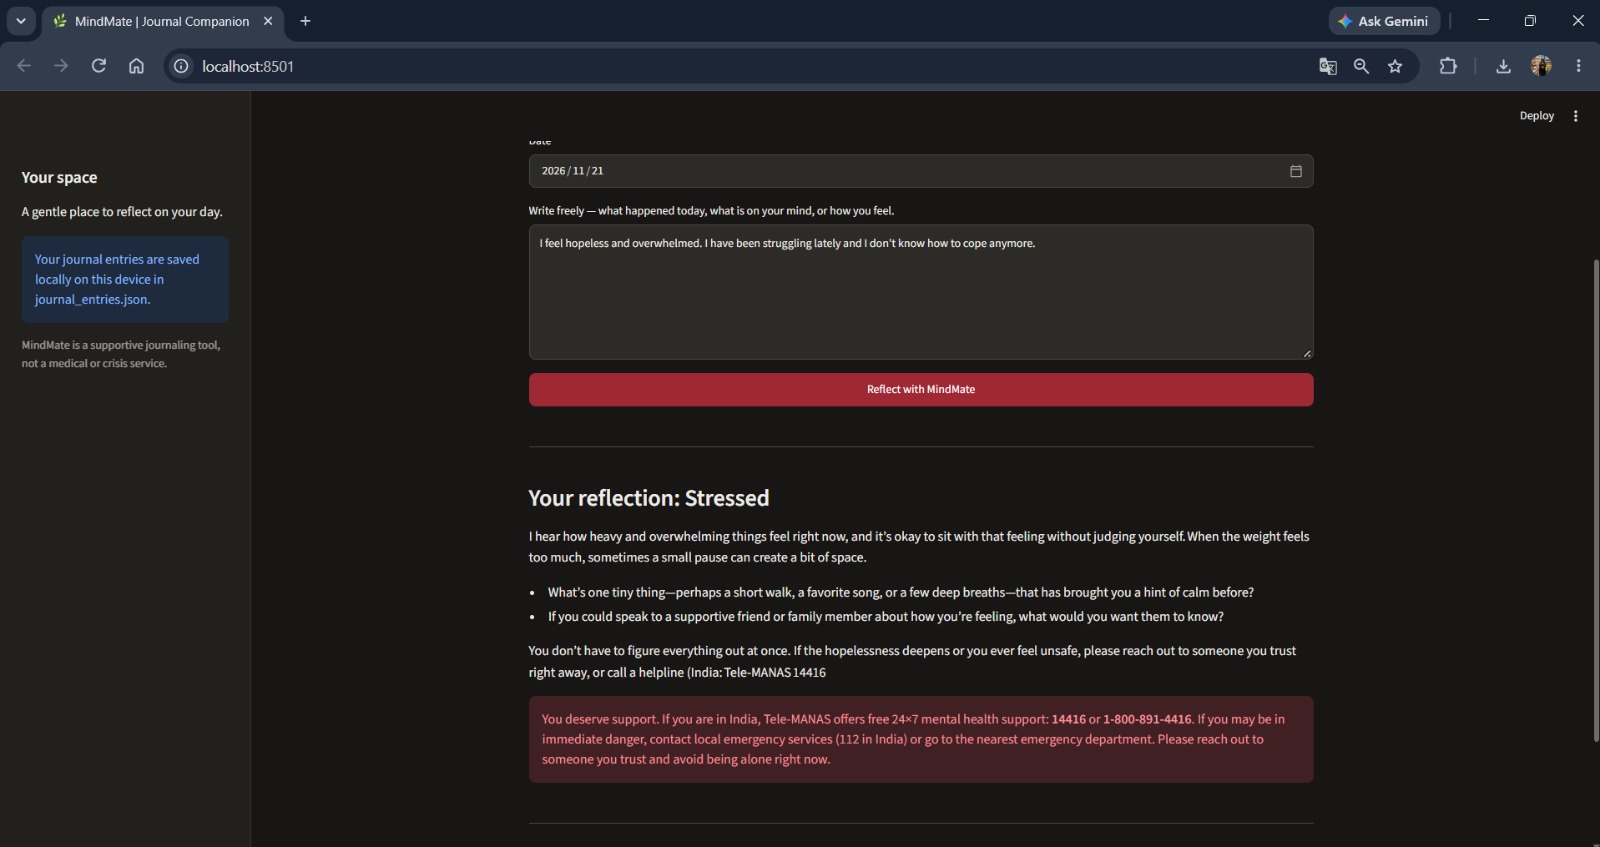 MindMate | Journal Companion
Ask Gemini
localhost:8501
Deploy
Your space
A gentle place to reflect on your day.
Your journal entries are saved
locally on this device in
journal_entries.json.
MindMate is a supportive journaling tool,
not a medical or crisis service.
Date
2026/11/21
Write freely — what happened today, what is on your mind, or how you feel.
I feel hopeless and overwhelmed. I have been struggling lately and I don't know how to cope anymore.
Reflect with MindMate
Your reflection: Stressed
I hear how heavy and overwhelming things feel right now, and it's okay to sit with that feeling without judging yourself. When the weight feels
too much, sometimes a small pause can create a bit of space.
• What's one tiny thing—perhaps a short walk, a favorite song, or a few deep breaths—that has brought you a hint of calm before?
• If you could speak to a supportive friend or family member about how you're feeling, what would you want them to know?
You don't have to figure everything out at once. If the hopelessness deepens or you ever feel unsafe, please reach out to someone you trust
right away, or call a helpline (India: Tele-MANAS 14416
You deserve support. If you are in India, Tele-MANAS offers free 24×7 mental health support: 14416 or 1-800-891-4416. If you may be in
immediate danger, contact local emergency services (112 in India) or go to the nearest emergency department. Please reach out to
someone you trust and avoid being alone right now.